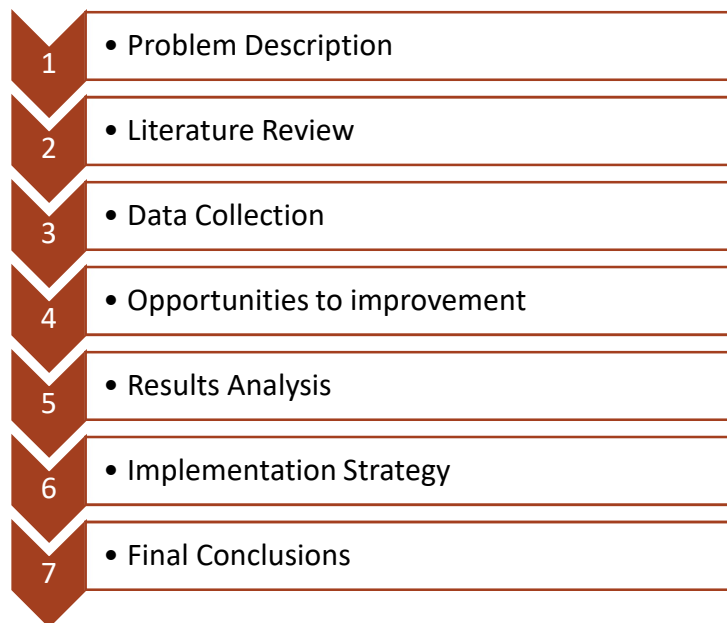 1
• Problem Description
2
• Literature Review
3
• Data Collection
4
• Opportunities to improvement
5
• Results Analysis
6
• Implementation Strategy
7
• Final Conclusions